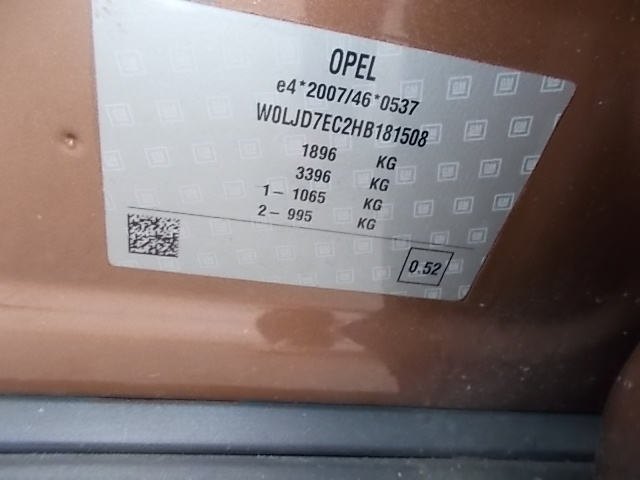 OPEL
e4*2007/46*0537
W0LJD7EC2HB181508
1896 KG
3396 KG
1- 1065 KG
2- 995 KG
0.52